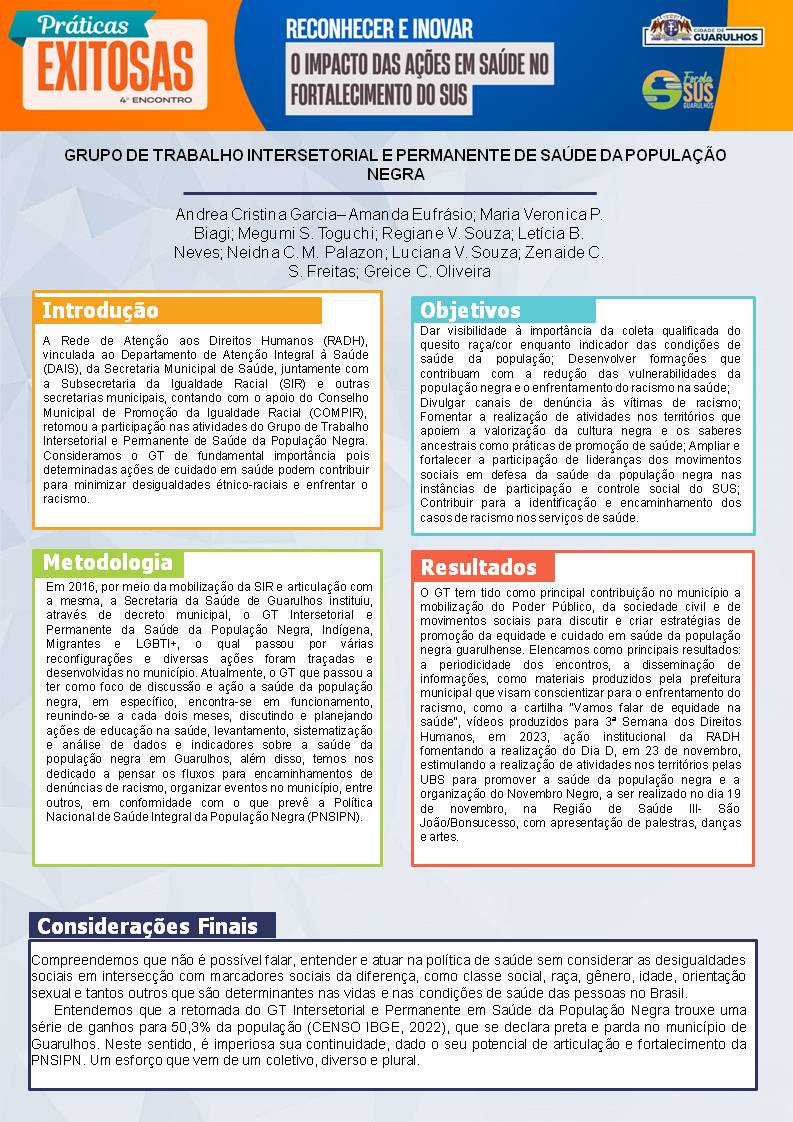 Práticas
EXITOSAS
4º ENCONTRO
RECONHECER E INOVAR
O IMPACTO DAS AÇÕES EM SAÚDE NO
FORTALECIMENTO DO SUS
CIDADE DE
GUARULHOS
Escola
SUS
GUARULHOS
GRUPO DE TRABALHO INTERSETORIAL E PERMANENTE DE SAÚDE DA POPULAÇÃO
NEGRA
Andrea Cristina Garcia– Amanda Eufrásio; Maria Veronica P.
Biagi; Megumi S. Toguchi; Regiane V. Souza; Letícia B.
Neves; Neidna C. M. Palazon; Luciana V. Souza; Zenaide C.
S. Freitas; Greice C. Oliveira
Introdução
A Rede de Atenção aos Direitos Humanos (RADH),
vinculada ao Departamento de Atenção Integral à Saúde
(DAIS), da Secretaria Municipal de Saúde, juntamente com
a Subsecretaria da Igualdade Racial (SIR) e outras
secretarias municipais, contando com o apoio do Conselho
Municipal de Promoção da Igualdade Racial (COMPIR),
retomou a participação nas atividades do Grupo de Trabalho
Intersetorial e Permanente de Saúde da População Negra.
Consideramos o GT de fundamental importância pois
determinadas ações de cuidado em saúde podem contribuir
para minimizar desigualdades étnico-raciais e enfrentar o
racismo.
Objetivos
Dar visibilidade à importância da coleta qualificada do
quesito raça/cor enquanto indicador das condições de
saúde da população; Desenvolver formações que
contribuam com a redução das vulnerabilidades da
população negra e o enfrentamento do racismo na saúde;
Divulgar canais de denúncia às vítimas de racismo;
Fomentar a realização de atividades nos territórios que
apoiem a valorização da cultura negra e os saberes
ancestrais como práticas de promoção de saúde; Ampliar e
fortalecer a participação de lideranças dos movimentos
sociais em defesa da saúde da população negra nas
instâncias de participação e controle social do SUS;
Contribuir para a identificação e encaminhamento dos
casos de racismo nos serviços de saúde.
Metodologia
Em 2016, por meio da mobilização da SIR e articulação com
a mesma, a Secretaria da Saúde de Guarulhos instituiu,
através de decreto municipal, o GT Intersetorial e
Permanente da Saúde da População Negra, Indígena,
Migrantes e LGBTI+, o qual passou por várias
reconfigurações e diversas ações foram traçadas e
desenvolvidas no município. Atualmente, o GT que passou a
ter como foco de discussão e ação a saúde da população
negra, em específico, encontra-se em funcionamento,
reunindo-se a cada dois meses, discutindo e planejando
ações de educação na saúde, levantamento, sistematização
e análise de dados e indicadores sobre a saúde da
população negra em Guarulhos, além disso, temos nos
dedicado a pensar os fluxos para encaminhamentos de
denúncias de racismo, organizar eventos no município, entre
outros, em conformidade com o que prevê a Política
Nacional de Saúde Integral da População Negra (PNSIPN).
Resultados
O GT tem tido como principal contribuição no município a
mobilização do Poder Público, da sociedade civil e de
movimentos sociais para discutir e criar estratégias de
promoção da equidade e cuidado em saúde da população
negra guarulhense. Elencamos como principais resultados:
a periodicidade dos encontros, a disseminação de
informações, como materiais produzidos pela prefeitura
municipal que visam conscientizar para o enfrentamento do
racismo, como a cartilha "Vamos falar de equidade na
saúde", vídeos produzidos para 3ª Semana dos Direitos
Humanos, em 2023, ação institucional da RADH
fomentando a realização do Dia D, em 23 de novembro,
estimulando a realização de atividades nos territórios pelas
UBS para promover a saúde da população negra e a
organização do Novembro Negro, a ser realizado no dia 19
de novembro, na Região de Saúde III- São
João/Bonsucesso, com apresentação de palestras, danças
e artes.
Considerações Finais
Compreendemos que não é possível falar, entender e atuar na política de saúde sem considerar as desigualdades
sociais em intersecção com marcadores sociais da diferença, como classe social, raça, gênero, idade, orientação
sexual e tantos outros que são determinantes nas vidas e nas condições de saúde das pessoas no Brasil.
Entendemos que a retomada do GT Intersetorial e Permanente em Saúde da População Negra trouxe uma
série de ganhos para 50,3% da população (CENSO IBGE, 2022), que se declara preta e parda no município de
Guarulhos. Neste sentido, é imperiosa sua continuidade, dado o seu potencial de articulação e fortalecimento da
PNSIPN. Um esforço que vem de um coletivo, diverso e plural.